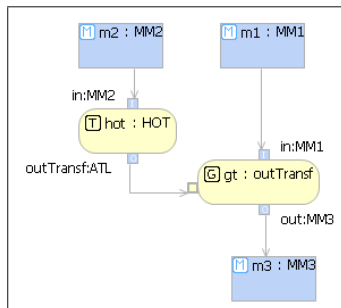 M m2 : MM2
M m1 : MM1
in:MM2
T hot : HOT
outTransf:ATL
in:MM1
G gt : outTransf
out:MM3
M m3 : MM3